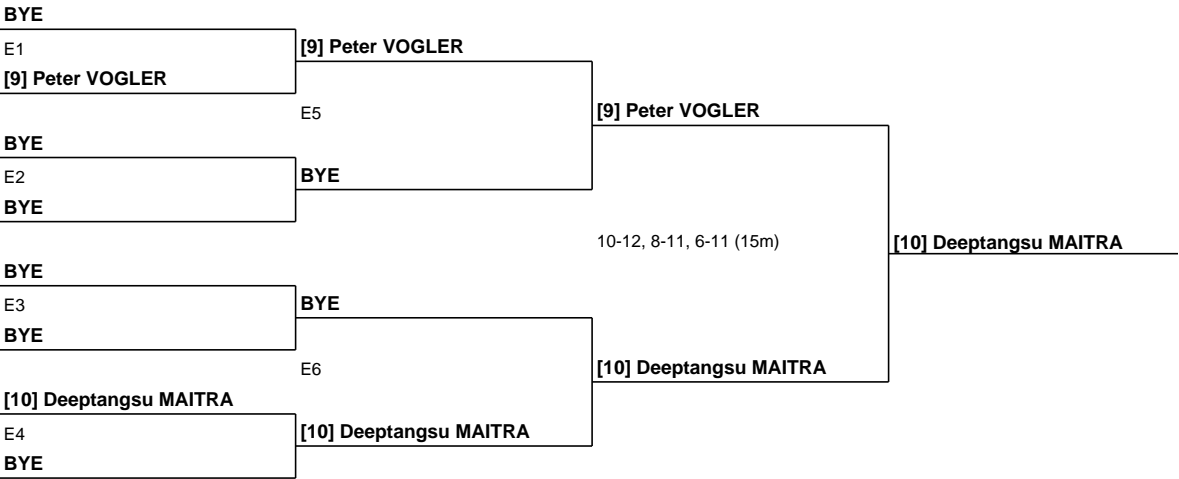 BYE
E1
[9] Peter VOGLER
[9] Peter VOGLER
E5
[9] Peter VOGLER
BYE
E2
BYE
BYE
10-12, 8-11, 6-11 (15m)
[10] Deeptangsu MAITRA
BYE
E3
BYE
BYE
E6
[10] Deeptangsu MAITRA
[10] Deeptangsu MAITRA
E4
[10] Deeptangsu MAITRA
BYE